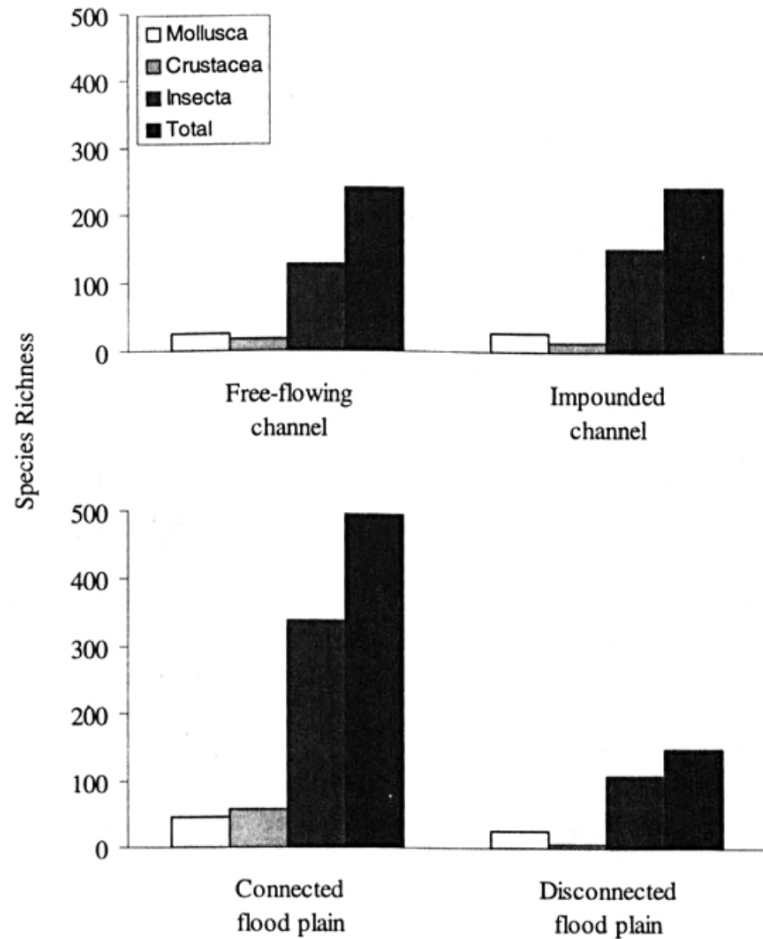 500
400
300
200
100
0
Mollusca
Crustacea
Insecta
Total
Free-flowing
channel
Impounded
channel
Species Richness
500
400
300
200
100
0
Connected
flood plain
Disconnected
flood plain